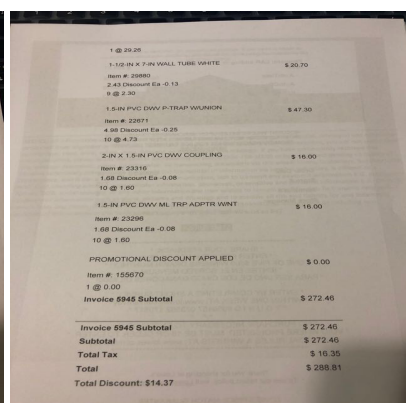 1 @ 29.26
1-1/2-IN X 7-IN WALL TUBE WHITE $ 20.70
Item #: 29880
2.43 Discount Ea -0.13
9 @ 2.30
1.5-IN PVC DWV P-TRAP W/UNION $ 47.30
Item #: 22671
4.98 Discount Ea -0.25
10 @ 4.73
2-IN X 1.5-IN PVC DWV COUPLING $ 16.00
Item #: 23316
1.68 Discount Ea -0.08
10 @ 1.60
1.5-IN PVC DWV ML TRP ADPTR W/NT $ 16.00
Item #: 23296
1.68 Discount Ea -0.08
10 @ 1.60
PROMOTIONAL DISCOUNT APPLIED $ 0.00
Item #: 155670
1 @ 0.00
Invoice 5945 Subtotal $ 272.46
Invoice 5945 Subtotal $ 272.46
Subtotal $ 272.46
Total Tax $ 16.35
Total $ 288.81
Total Discount: $14.37